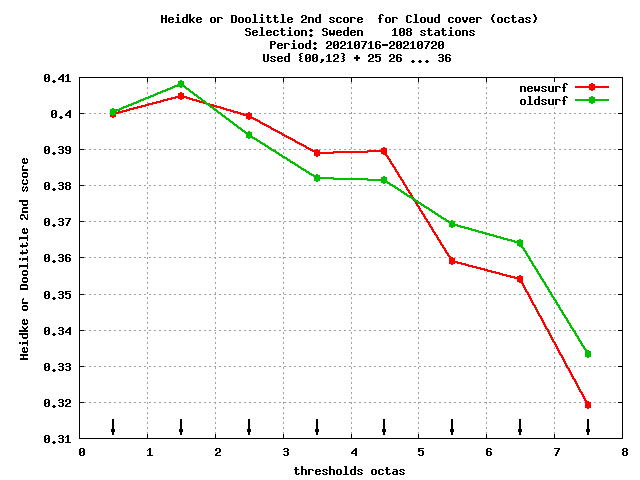 Heidke or Doolittle 2nd score  for Cloud cover (octas)
Selection: Sweden    108 stations
Period: 20210716-20210720
Used {00,12} + 25 26 ... 36
newsurf
oldsurf
Heidke or Doolittle 2nd score
0.41
0.4
0.39
0.38
0.37
0.36
0.35
0.34
0.33
0.32
0.31
0 1 2 3 4 5 6 7 8
thresholds octas